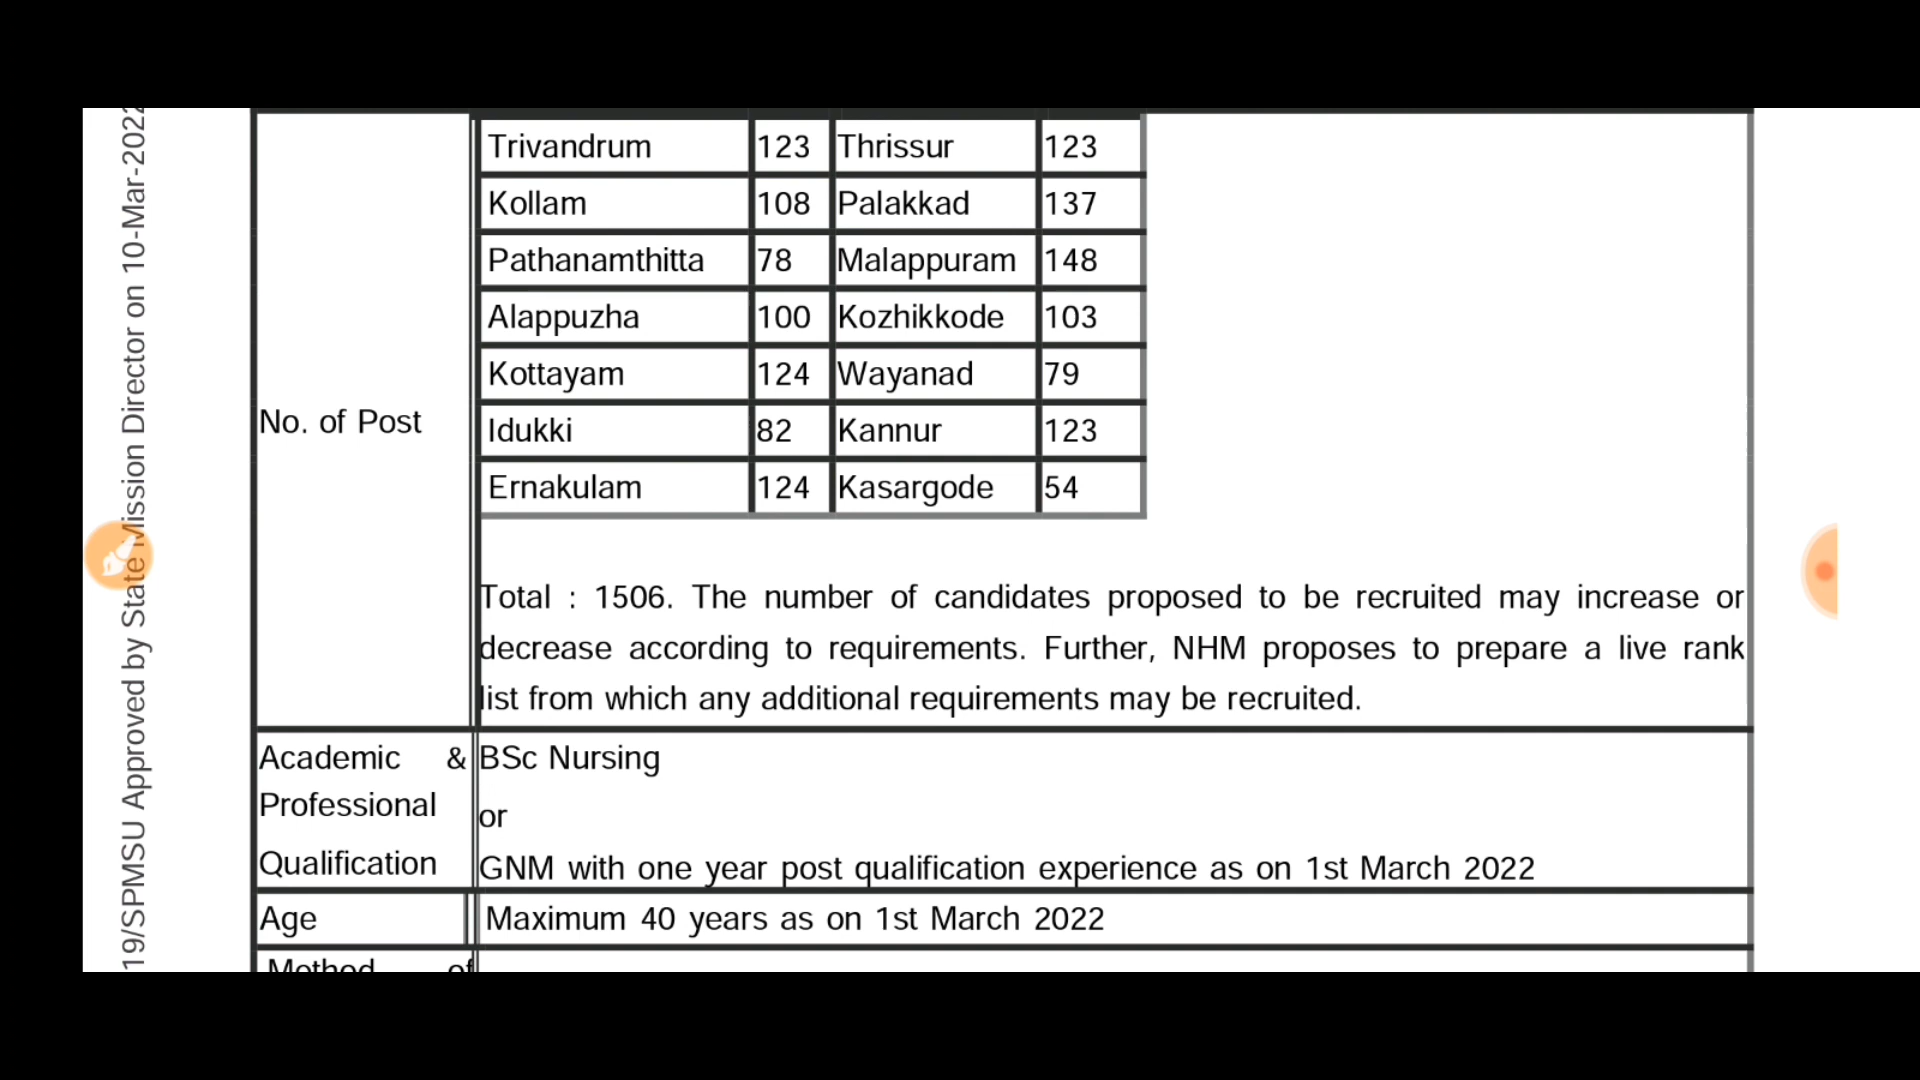 19/SPMSU Approved by State Mission Director on 10-Mar-2022
Trivandrum 123 Thrissur 123
Kollam 108 Palakkad 137
Pathanamthitta 78 Malappuram 148
Alappuzha 100 Kozhikkode 103
Kottayam 124 Wayanad 79
No. of Post
Idukki 82 Kannur 123
Ernakulam 124 Kasargode 54
Total : 1506. The number of candidates proposed to be recruited may increase or
decrease according to requirements. Further, NHM proposes to prepare a live rank
list from which any additional requirements may be recruited.
Academic & BSc Nursing
Professional or
Qualification GNM with one year post qualification experience as on 1st March 2022
Age Maximum 40 years as on 1st March 2022
Method of